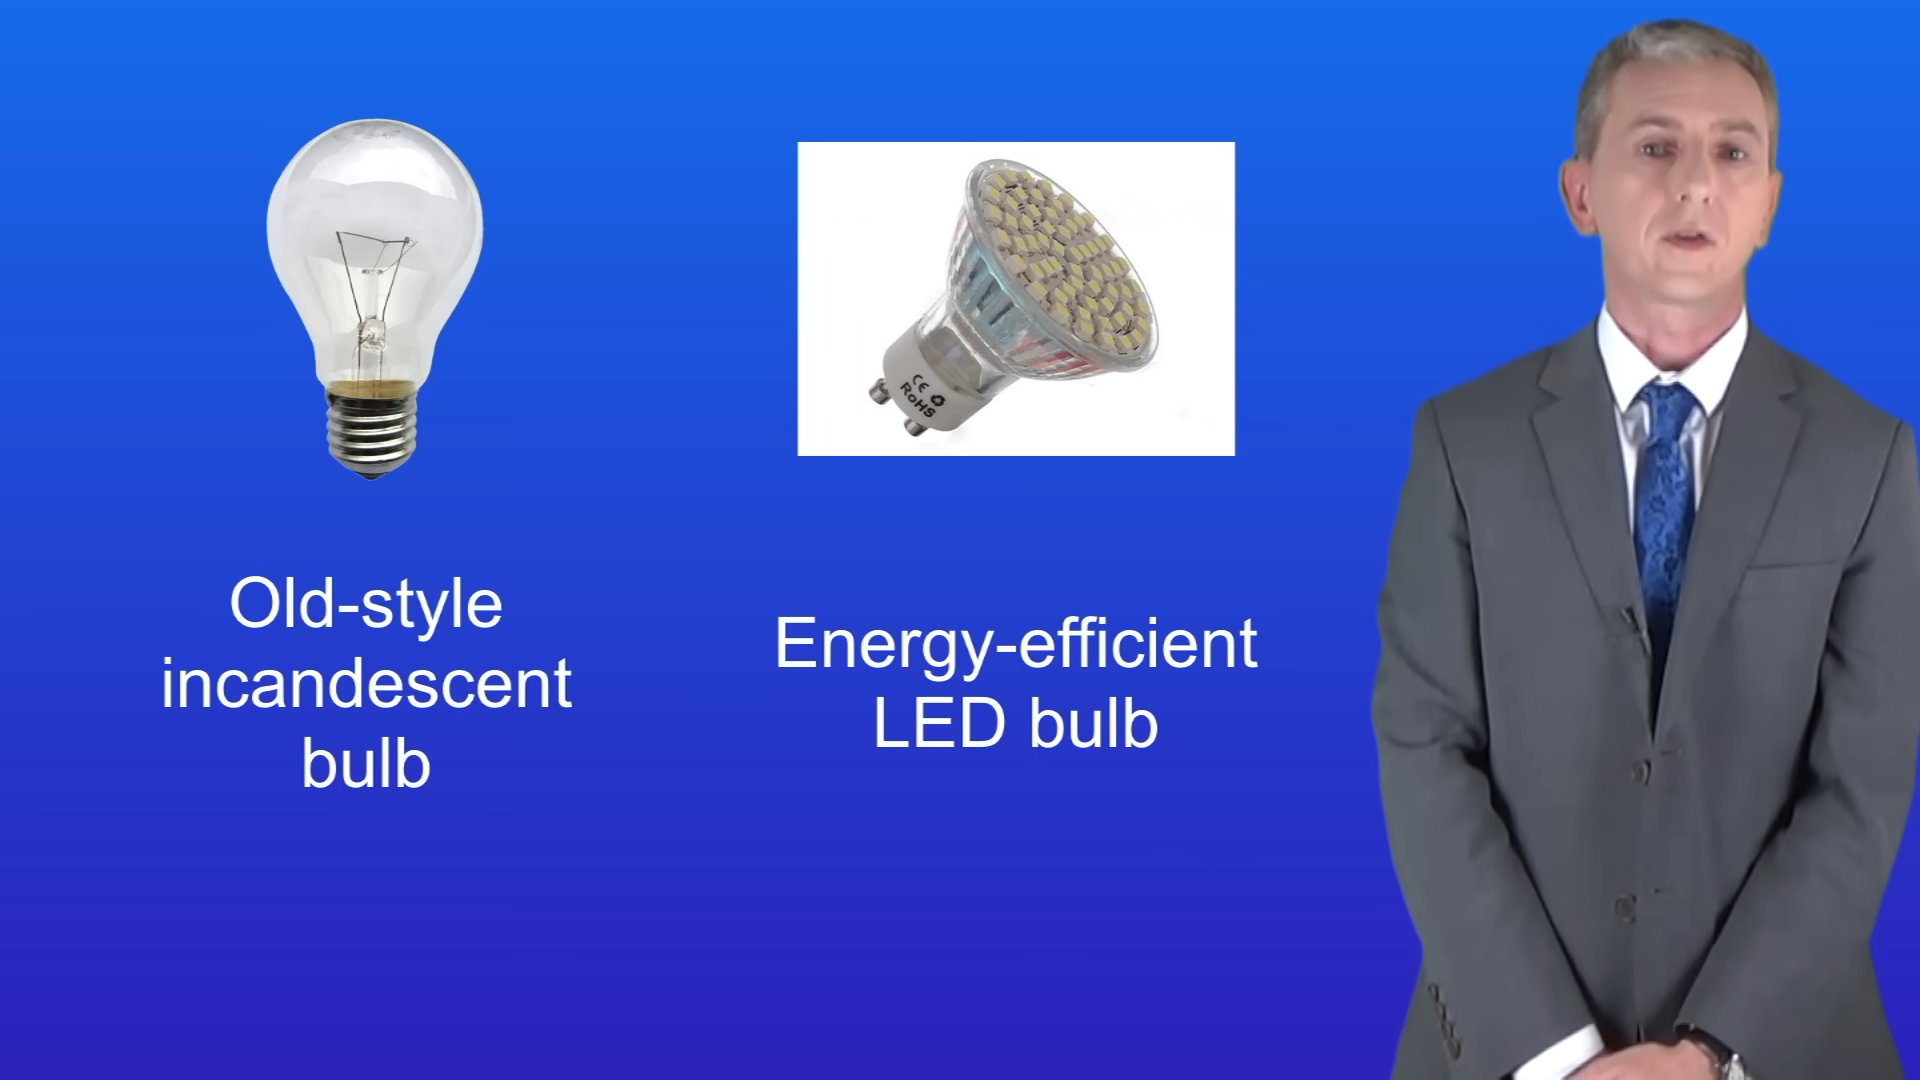 CE
RoHS
Old-style
incandescent
bulb
Energy-efficient
LED bulb